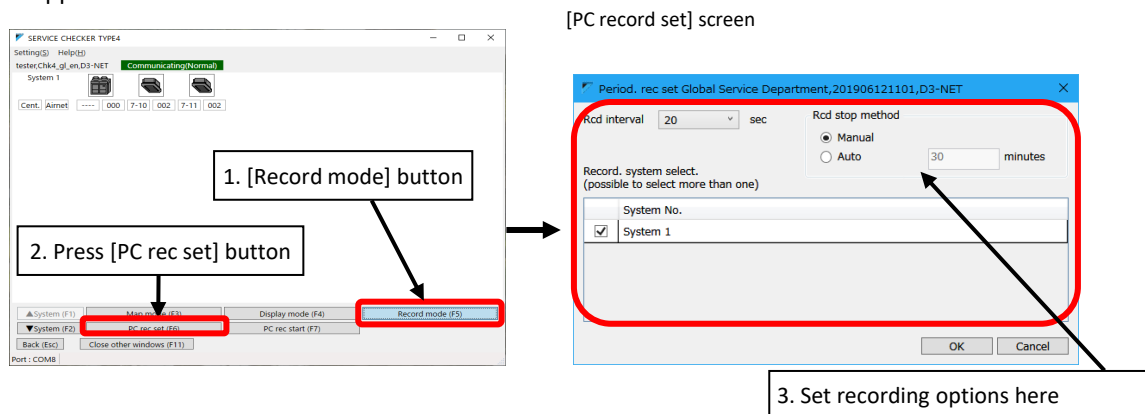 [PC record set] screen
SERVICE CHECKER TYPE4
Setting(S) Help(H)
tester,Chk4_gl_en,D3-NET Communicating(Normal)
System 1
Cent. Airnet ---- 000 7-10 002 7-11 002
1. [Record mode] button
2. Press [PC rec set] button
▲System (F1) Map mode (F3) Display mode (F4) Record mode (F5)
▼System (F2) PC rec set (F6) PC rec start (F7)
Back (Esc) Close other windows (F11)
Port : COM8
Period. rec set Global Service Department,201906121101,D3-NET
Rcd interval 20 sec
Rcd stop method
Manual
Auto 30 minutes
Record. system select.
(possible to select more than one)
System No.
System 1
OK Cancel
3. Set recording options here